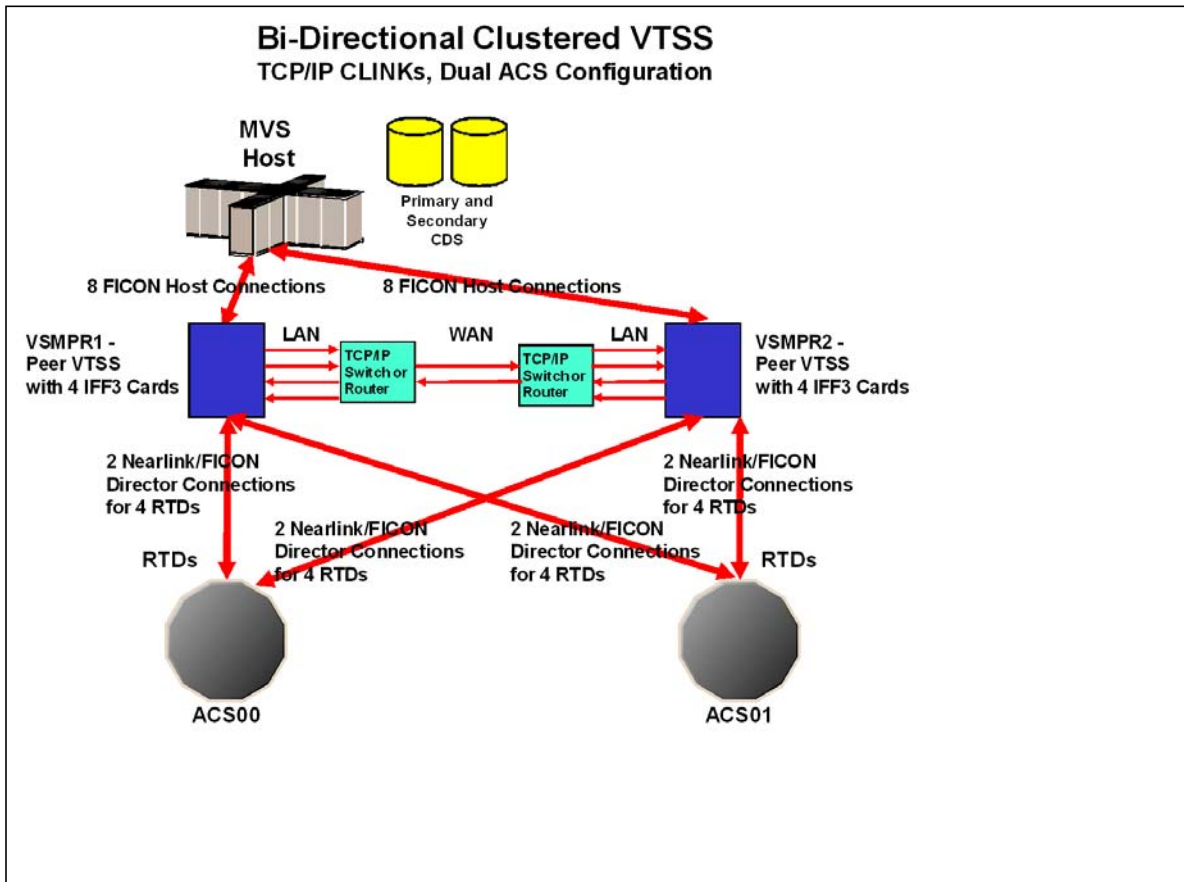 Bi-Directional Clustered VTSS
TCP/IP CLINKs, Dual ACS Configuration
MVS
Host
Primary and
Secondary
CDS
8 FICON Host Connections
8 FICON Host Connections
VSMPR1 -
Peer VTSS
with 4 IFF3 Cards
LAN
TCP/IP
Switch or
Router
WAN
TCP/IP
Switch or
Router
LAN
VSMPR2 -
Peer VTSS
with 4 IFF3 Cards
2 Nearlink/FICON
Director Connections
for 4 RTDs
2 Nearlink/FICON
Director Connections
for 4 RTDs
2 Nearlink/FICON
Director Connections
for 4 RTDs
2 Nearlink/FICON
Director Connections
for 4 RTDs
RTDs
RTDs
ACS00
ACS01